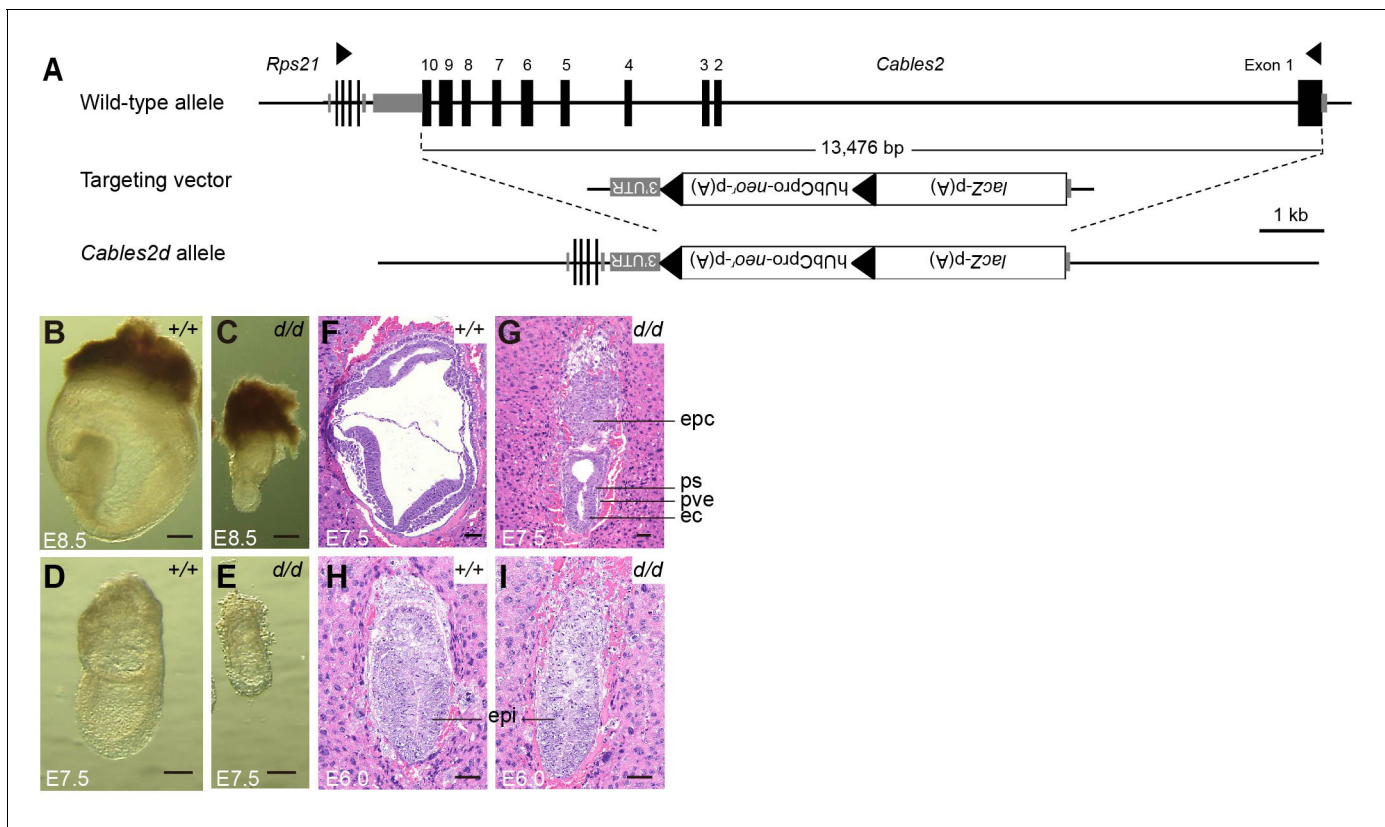 A
Rps21
10 9 8 7 6 5 4 3 2
Cables2
Exon 1
Wild-type allele
13,476 bp
Targeting vector
3'UTR
hUbCpro-neoʳ-p(A)
lacZ-p(A)
1 kb
Cables2d allele
3'UTR
hUbCpro-neoʳ-p(A)
lacZ-p(A)
B
+/+
E8.5
C
d/d
E8.5
F
+/+
E7.5
G
d/d
E7.5
epc
ps
pve
ec
D
+/+
E7.5
E
d/d
E7.5
H
+/+
E6.0
epi
I
d/d
E6.0